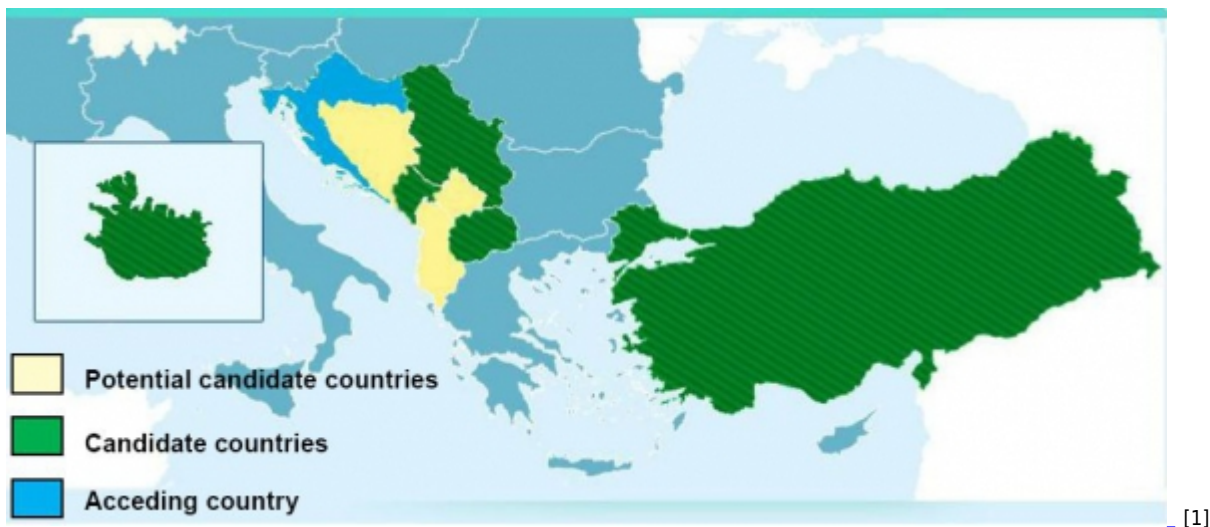 Potential candidate countries
Candidate countries
Acceding country
[1]